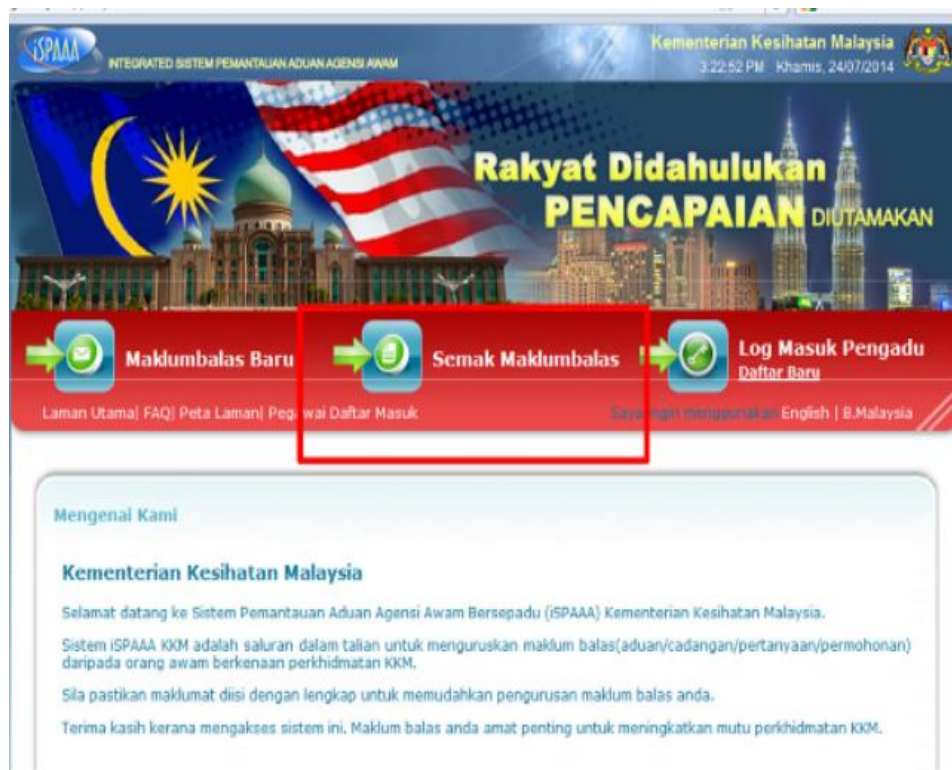 iSPAAA
INTEGRATED SISTEM PEMANTAUAN ADUAN AGENSI AWAM
Kementerian Kesihatan Malaysia
3:22:52 PM Khamis, 24/07/2014
Rakyat Didahulukan
PENCAPAIAN DIUTAMAKAN
Maklumbalas Baru
Semak Maklumbalas
Log Masuk Pengadu
Daftar Baru
Laman Utama| FAQ| Peta Laman| Pegawai Daftar Masuk
Saya ingin menggunakan English | B.Malaysia
Mengenai Kami
Kementerian Kesihatan Malaysia
Selamat datang ke Sistem Pemantauan Aduan Agensi Awam Bersepadu (iSPAAA) Kementerian Kesihatan Malaysia.
Sistem iSPAAA KKM adalah saluran dalam talian untuk menguruskan maklum balas(aduan/cadangan/pertanyaan/permohonan)
daripada orang awam berkenaan perkhidmatan KKM.
Sila pastikan maklumat diisi dengan lengkap untuk memudahkan pengurusan maklum balas anda.
Terima kasih kerana mengakses sistem ini. Maklum balas anda amat penting untuk meningkatkan mutu perkhidmatan KKM.